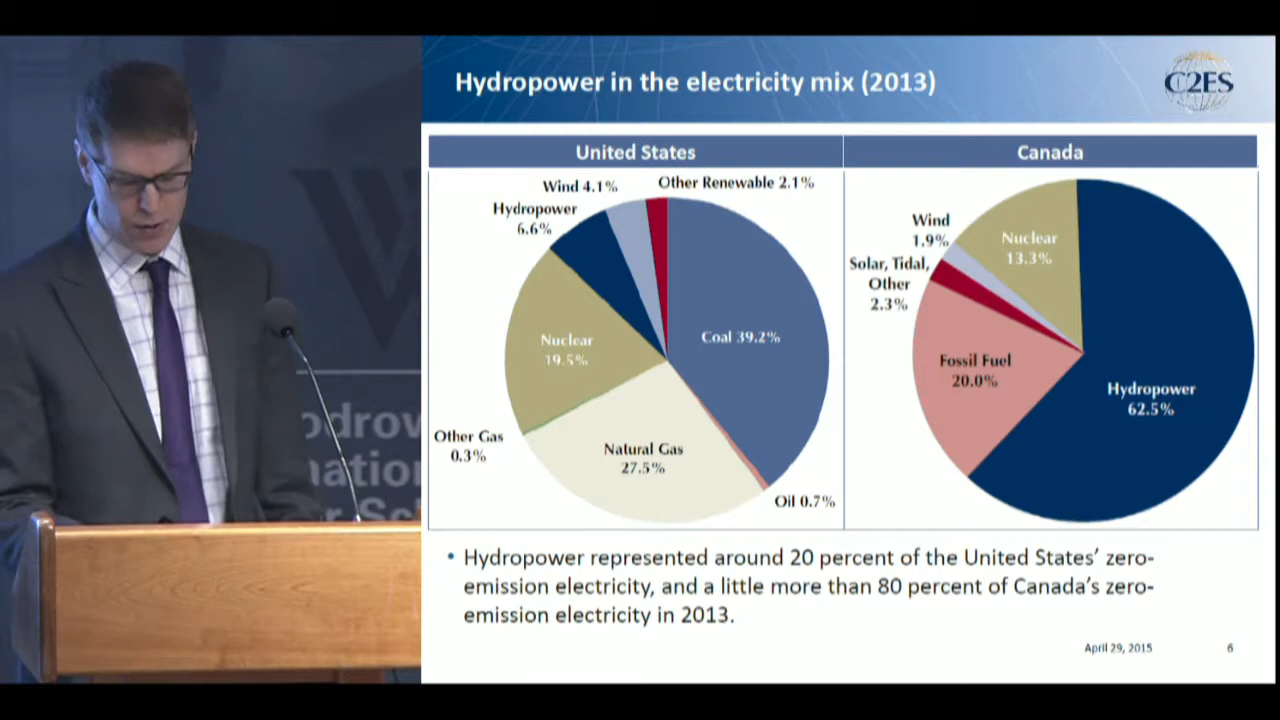 Hydropower in the electricity mix (2013)
C2ES
United States
Canada
Wind 4.1%
Other Renewable 2.1%
Hydropower
6.6%
Nuclear
19.5%
Coal 39.2%
Other Gas
0.3%
Natural Gas
27.5%
Oil 0.7%
Wind
1.9%
Nuclear
13.3%
Solar, Tidal,
Other
2.3%
Fossil Fuel
20.0%
Hydropower
62.5%
• Hydropower represented around 20 percent of the United States’ zero-
emission electricity, and a little more than 80 percent of Canada’s zero-
emission electricity in 2013.
April 29, 2015
6